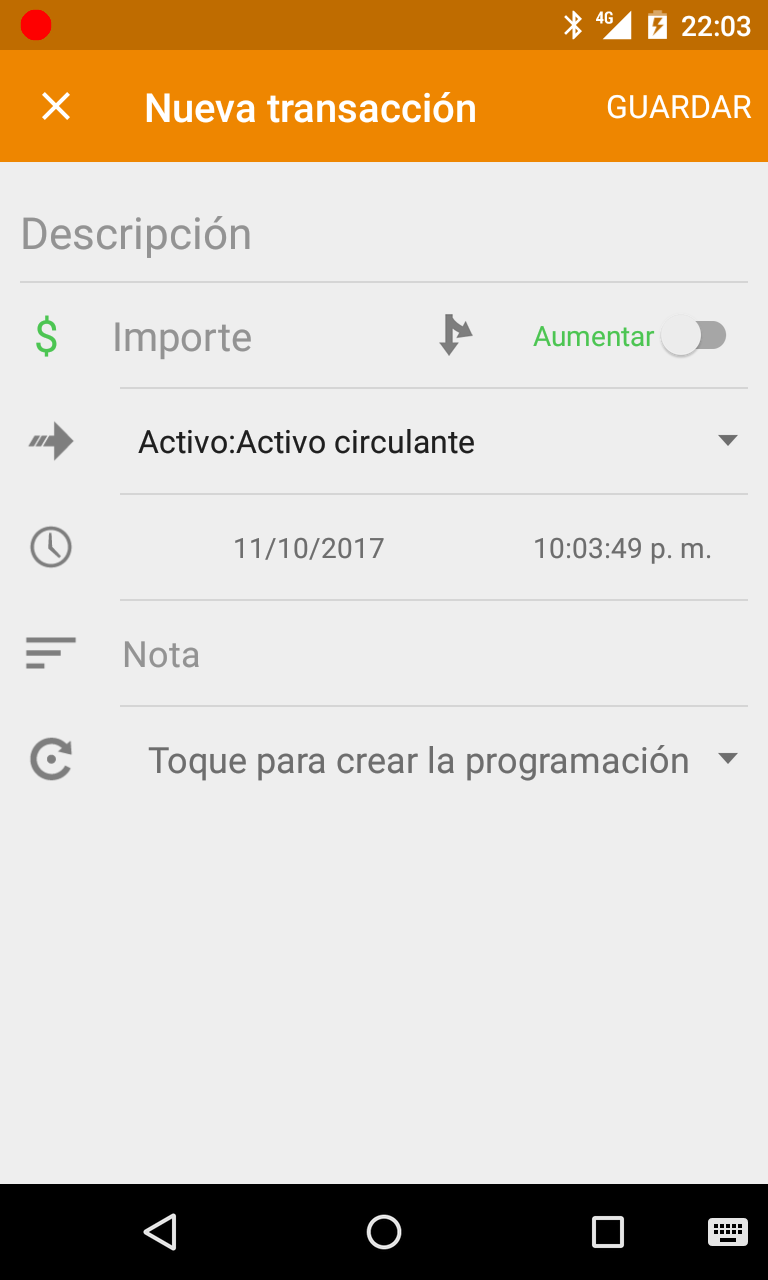 4G 22:03
Nueva transacción GUARDAR
Descripción
$ Importe Aumentar
Activo:Activo circulante
11/10/2017 10:03:49 p. m.
Nota
Toque para crear la programación